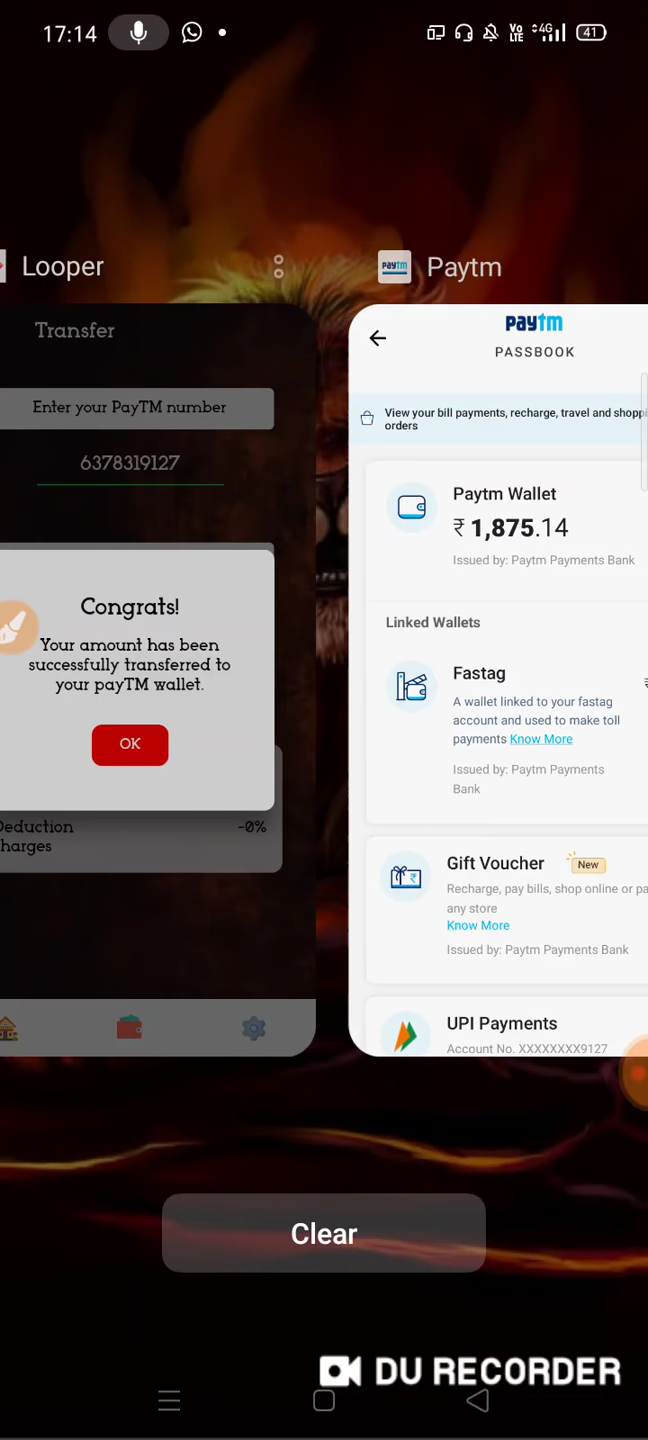 17:14
Vo
LTE
4G
41
Looper
Paytm
Transfer
Enter your PayTM number
6378319127
Congrats!
Your amount has been
successfully transferred to
your payTM wallet.
OK
Deduction
harges
-0%
paytm
PASSBOOK
View your bill payments, recharge, travel and shoppi
orders
Paytm Wallet
₹ 1,875.14
Issued by: Paytm Payments Bank
Linked Wallets
Fastag
A wallet linked to your fastag
account and used to make toll
payments Know More
Issued by: Paytm Payments
Bank
Gift Voucher
New
Recharge, pay bills, shop online or pa
any store
Know More
Issued by: Paytm Payments Bank
UPI Payments
Account No. XXXXXXXX9127
Clear
DU RECORDER